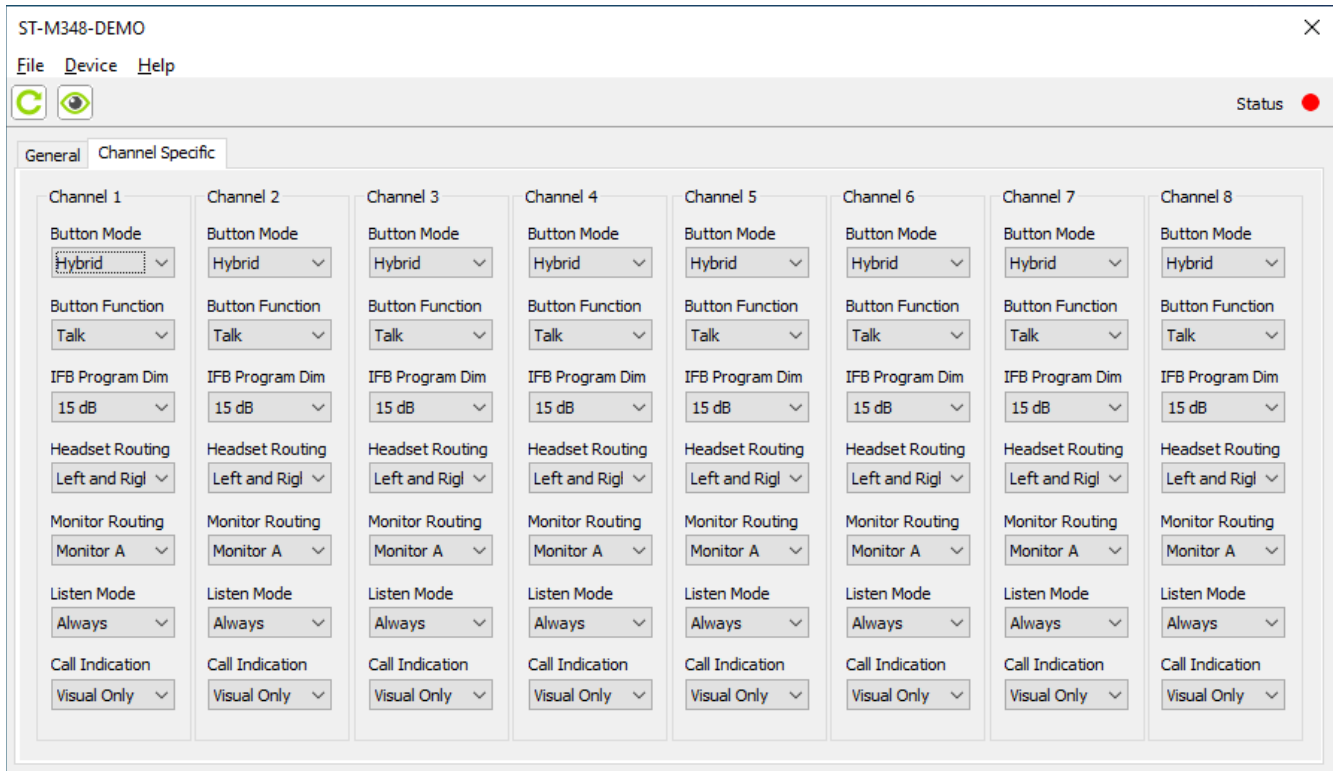 ST-M348-DEMO
File Device Help
Status
General Channel Specific
Channel 1 Channel 2 Channel 3 Channel 4 Channel 5 Channel 6 Channel 7 Channel 8
Button Mode Button Mode Button Mode Button Mode Button Mode Button Mode Button Mode Button Mode
Hybrid Hybrid Hybrid Hybrid Hybrid Hybrid Hybrid Hybrid
Button Function Button Function Button Function Button Function Button Function Button Function Button Function Button Function
Talk Talk Talk Talk Talk Talk Talk Talk
IFB Program Dim IFB Program Dim IFB Program Dim IFB Program Dim IFB Program Dim IFB Program Dim IFB Program Dim IFB Program Dim
15 dB 15 dB 15 dB 15 dB 15 dB 15 dB 15 dB 15 dB
Headset Routing Headset Routing Headset Routing Headset Routing Headset Routing Headset Routing Headset Routing Headset Routing
Left and Rigl Left and Rigl Left and Rigl Left and Rigl Left and Rigl Left and Rigl Left and Rigl Left and Rigl
Monitor Routing Monitor Routing Monitor Routing Monitor Routing Monitor Routing Monitor Routing Monitor Routing Monitor Routing
Monitor A Monitor A Monitor A Monitor A Monitor A Monitor A Monitor A Monitor A
Listen Mode Listen Mode Listen Mode Listen Mode Listen Mode Listen Mode Listen Mode Listen Mode
Always Always Always Always Always Always Always Always
Call Indication Call Indication Call Indication Call Indication Call Indication Call Indication Call Indication Call Indication
Visual Only Visual Only Visual Only Visual Only Visual Only Visual Only Visual Only Visual Only